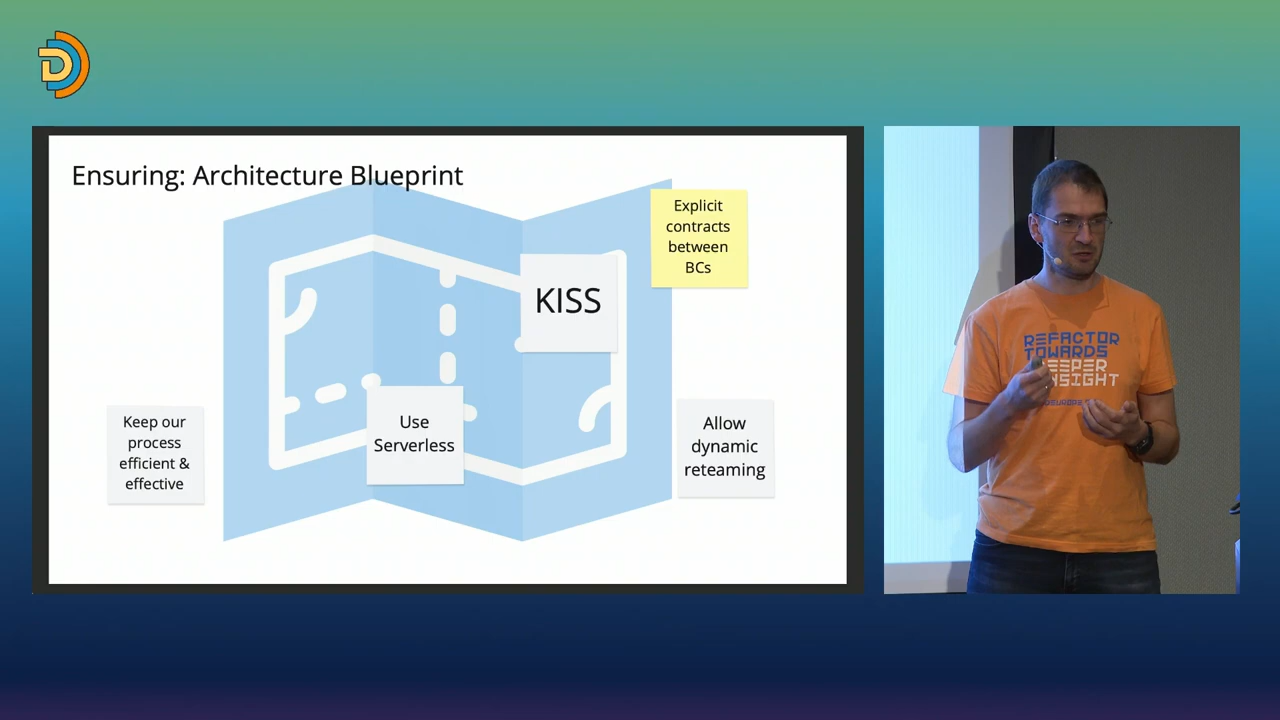 Ensuring: Architecture Blueprint
Explicit
contracts
between
BCs
KISS
Keep our
process
efficient &
effective
Use
Serverless
Allow
dynamic
reteaming
REFACTOR
TOWARDS
DEEPER
INSIGHT
D